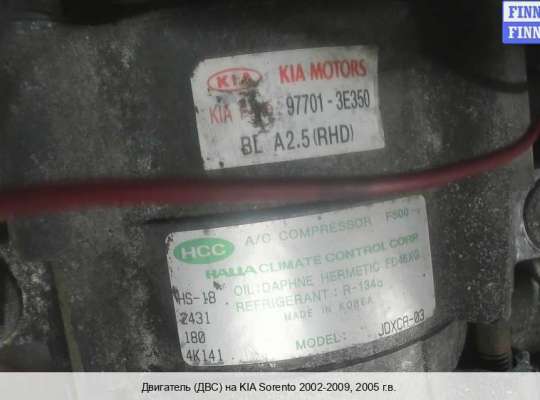 FINN
FINN
KIA KIA MOTORS
KIA 97701-3E350
BL A2.5(RHD)
HCC A/C COMPRESSOR F500
HALLA CLIMATE CONTROL CORP
HS-18 OIL:DAPHNE HERMETIC
2431 REFRIGERANT : R-134a
180 MADE IN KOREA
4K141 MODEL: JDXCA-03
Двигатель (ДВС) на KIA Sorento 2002-2009, 2005 г.в.